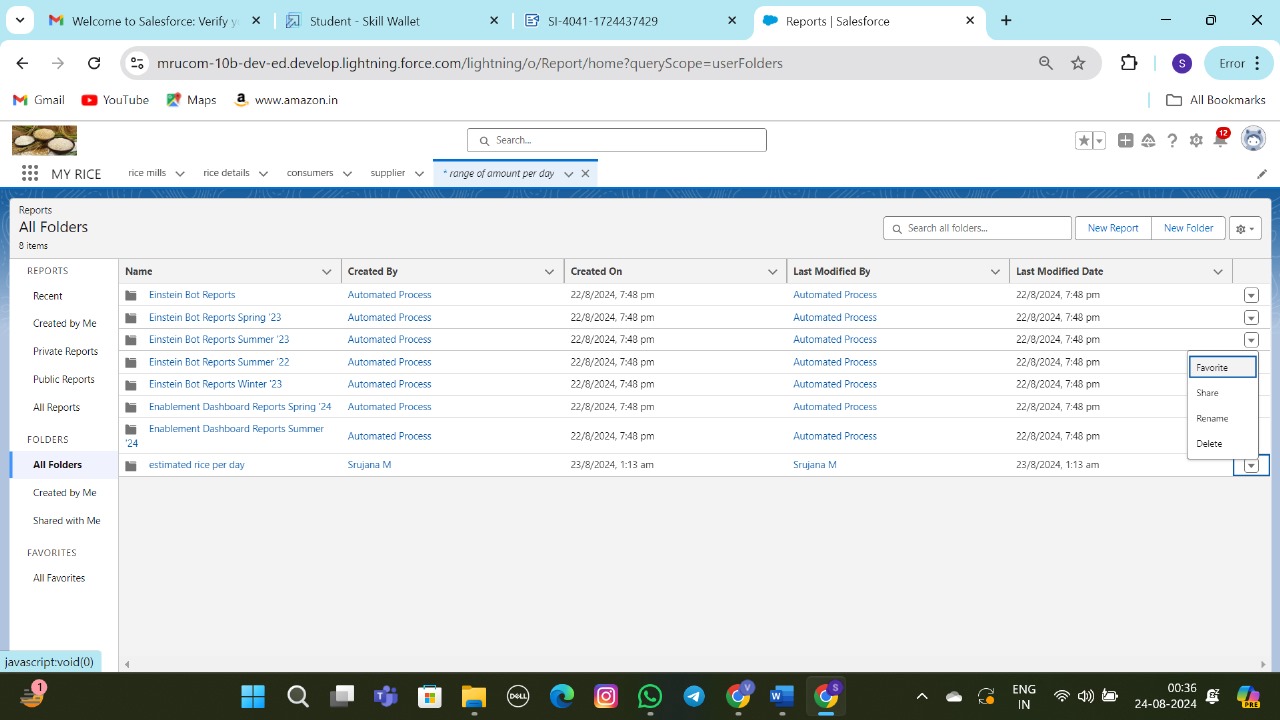 Welcome to Salesforce: Verify yo
Student - Skill Wallet
SI-4041-1724437429
Reports | Salesforce
mrucom-10b-dev-ed.develop.lightning.force.com/lightning/o/Report/home?queryScope=userFolders
S
Error
Gmail
YouTube
Maps
www.amazon.in
All Bookmarks
Search...
12
MY RICE
rice mills
rice details
consumers
supplier
* range of amount per day
Reports
All Folders
8 items
Search all folders...
New Report
New Folder
REPORTS
Recent
Created by Me
Private Reports
Public Reports
All Reports
FOLDERS
All Folders
Created by Me
Shared with Me
FAVORITES
All Favorites
Name Created By Created On Last Modified By Last Modified Date
Einstein Bot Reports Automated Process 22/8/2024, 7:48 pm Automated Process 22/8/2024, 7:48 pm
Einstein Bot Reports Spring '23 Automated Process 22/8/2024, 7:48 pm Automated Process 22/8/2024, 7:48 pm
Einstein Bot Reports Summer '23 Automated Process 22/8/2024, 7:48 pm Automated Process 22/8/2024, 7:48 pm
Einstein Bot Reports Summer '22 Automated Process 22/8/2024, 7:48 pm Automated Process 22/8/2024, 7:48 pm
Einstein Bot Reports Winter '23 Automated Process 22/8/2024, 7:48 pm Automated Process 22/8/2024, 7:48 pm
Enablement Dashboard Reports Spring '24 Automated Process 22/8/2024, 7:48 pm Automated Process 22/8/2024, 7:48 pm
Enablement Dashboard Reports Summer
'24 Automated Process 22/8/2024, 7:48 pm Automated Process 22/8/2024, 7:48 pm
estimated rice per day Srujana M 23/8/2024, 1:13 am Srujana M 23/8/2024, 1:13 am
Favorite
Share
Rename
Delete
javascript:void(0)
1
DELL
V
W
S
ENG
IN
00:36
24-08-2024
PRE